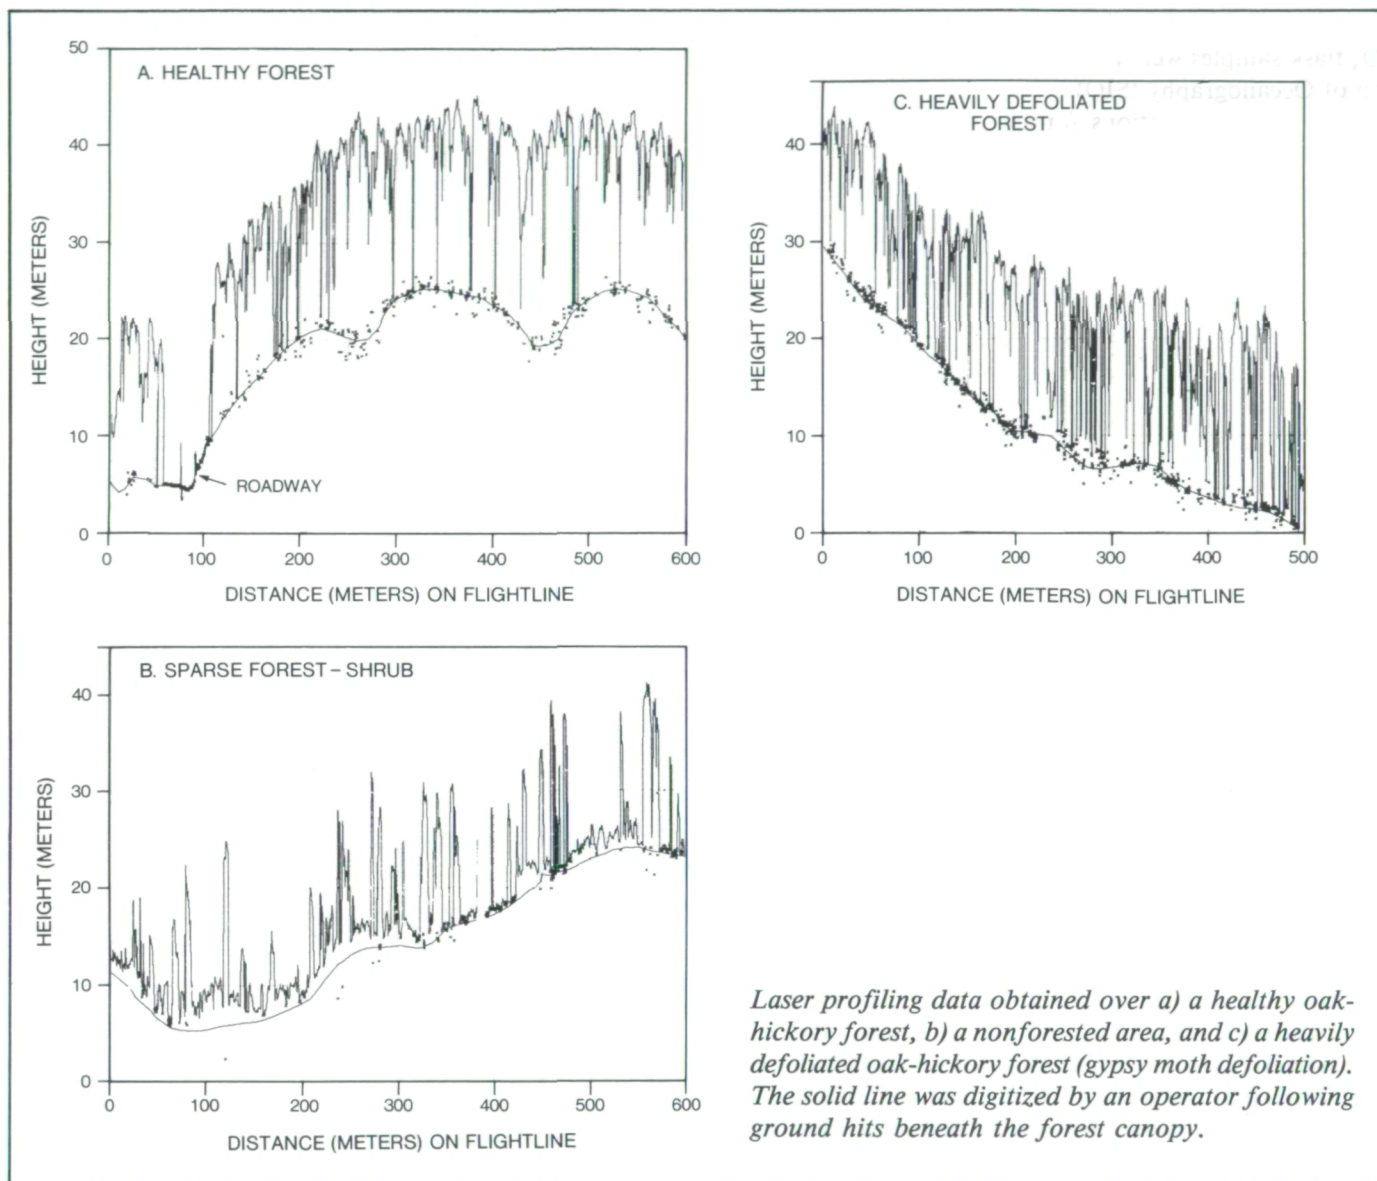 A. HEALTHY FOREST
50
40
30
20
10
0
HEIGHT (METERS)
ROADWAY
0 100 200 300 400 500 600
DISTANCE (METERS) ON FLIGHTLINE
C. HEAVILY DEFOLIATED
FOREST
40
30
20
10
0
HEIGHT (METERS)
0 100 200 300 400 500
DISTANCE (METERS) ON FLIGHTLINE
B. SPARSE FOREST – SHRUB
40
30
20
10
0
HEIGHT (METERS)
0 100 200 300 400 500 600
DISTANCE (METERS) ON FLIGHTLINE
Laser profiling data obtained over a) a healthy oak-
hickory forest, b) a nonforested area, and c) a heavily
defoliated oak-hickory forest (gypsy moth defoliation).
The solid line was digitized by an operator following
ground hits beneath the forest canopy.